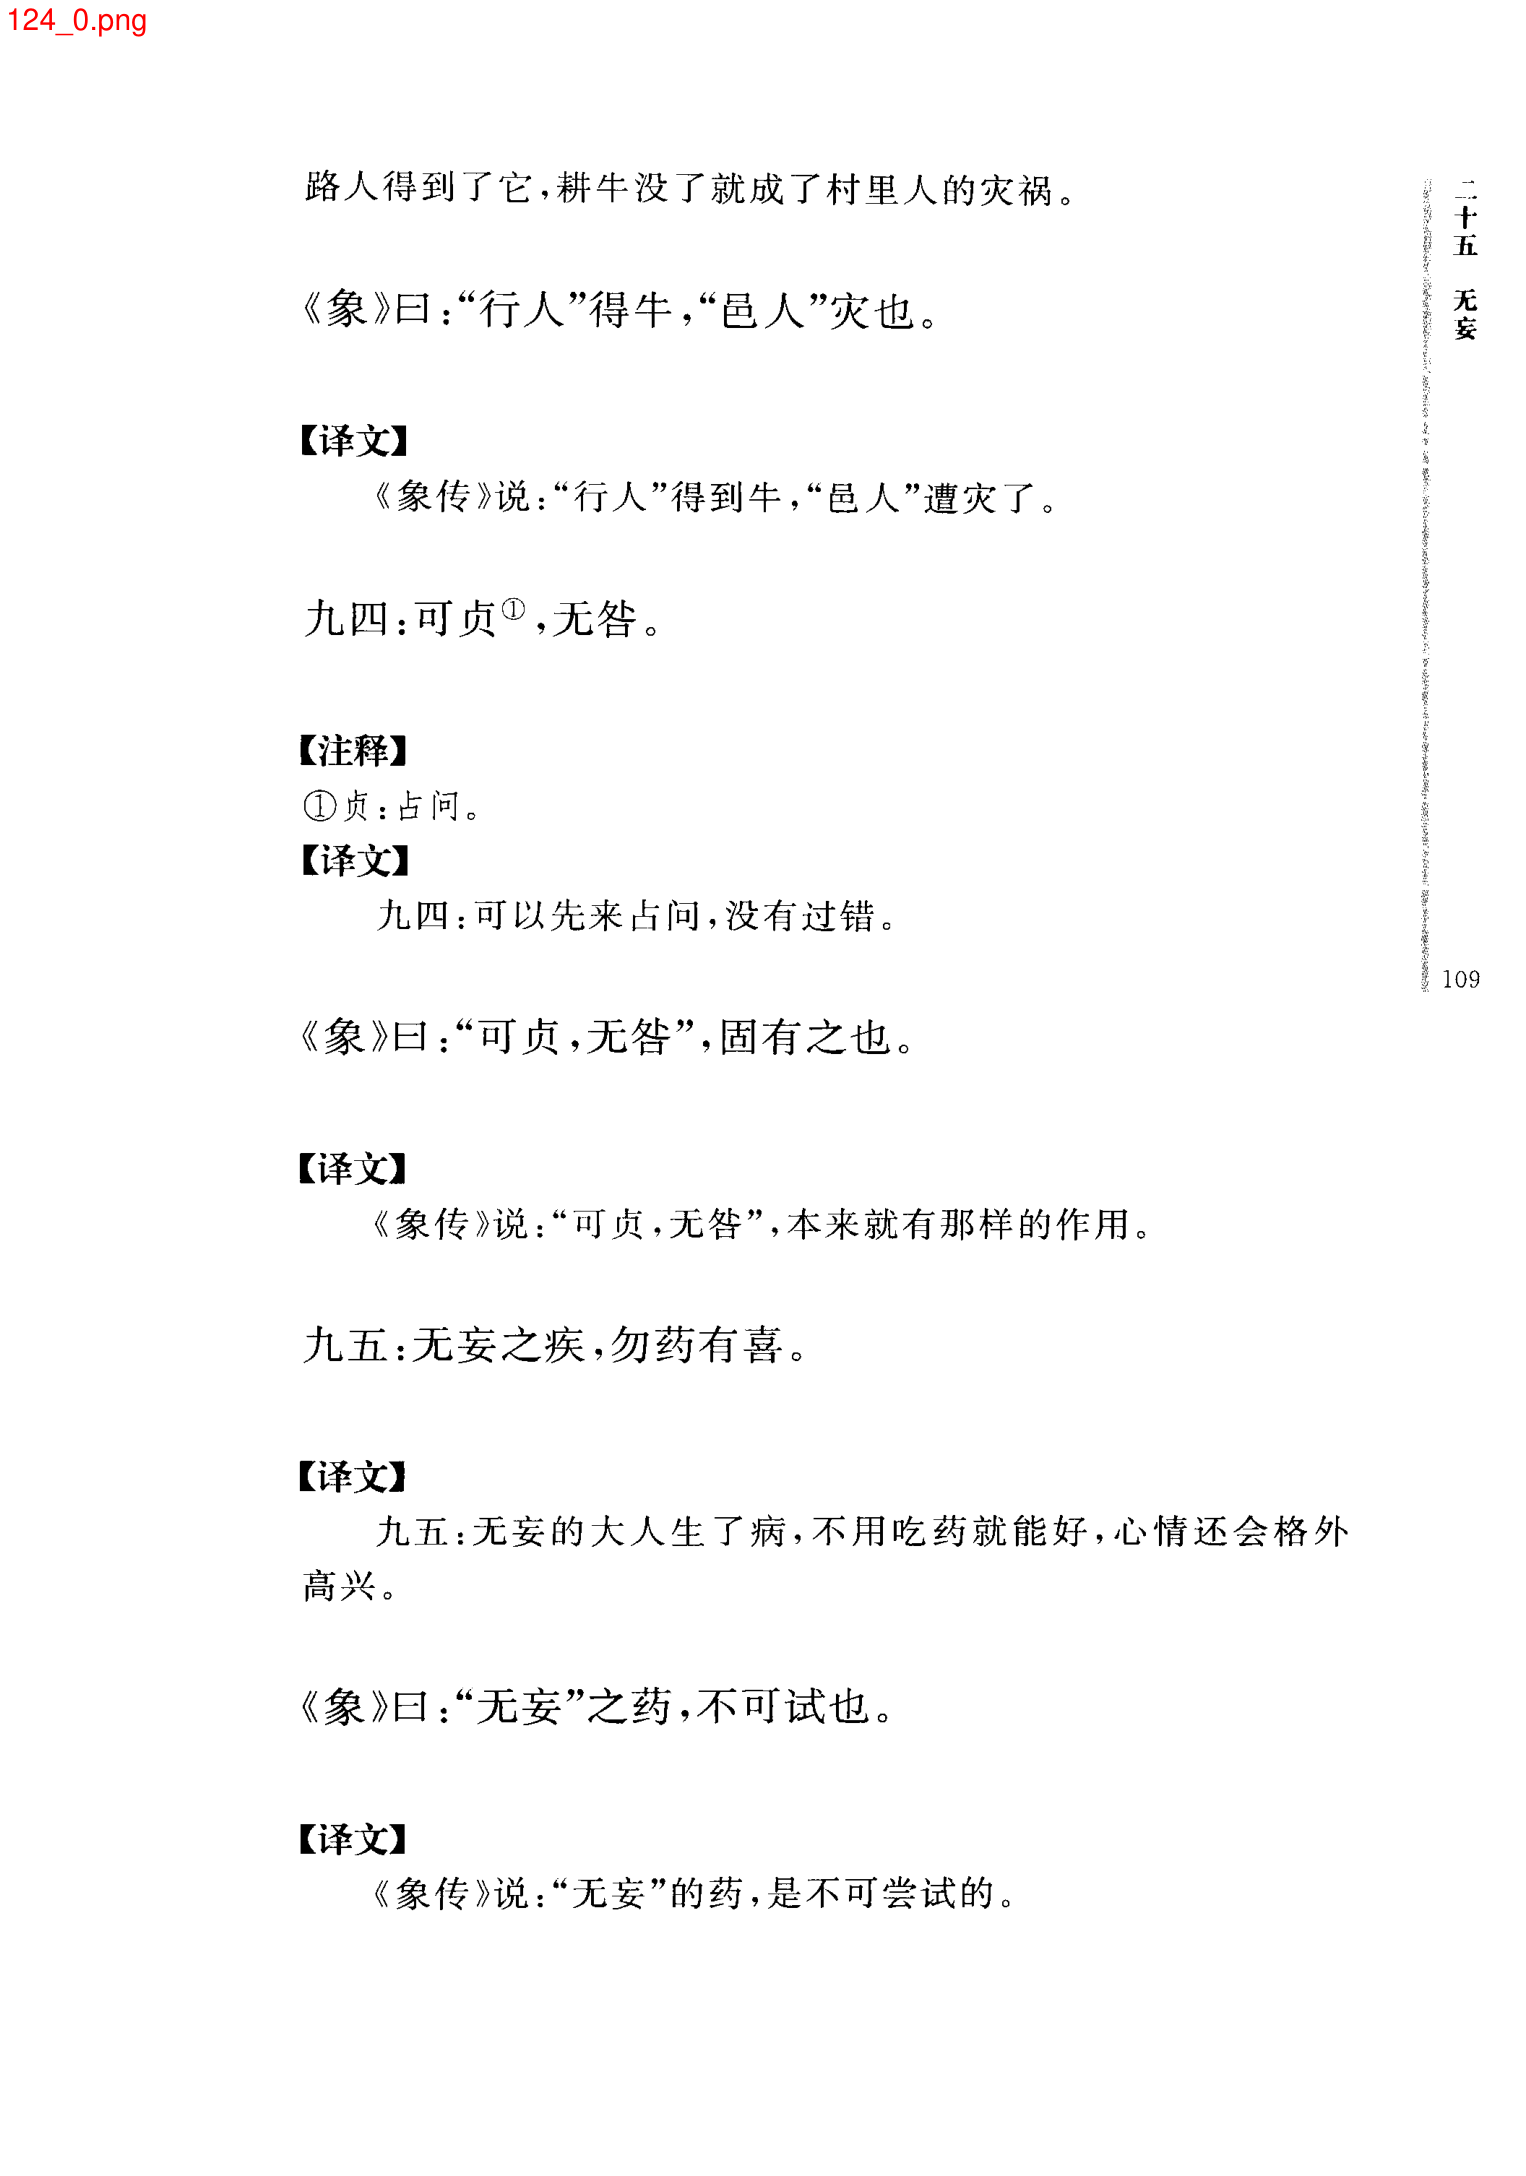 124_0.png
路人得到了它，耕牛没了就成了村里人的灾祸。
《象》曰：“行人”得牛，“邑人”灾也。
【译文】
《象传》说：“行人”得到牛，“邑人”遭灾了。
九四：可贞①，无咎。
【注释】
①贞：占问。
【译文】
九四：可以先来占问，没有过错。
《象》曰：“可贞，无咎”，固有之也。
【译文】
《象传》说：“可贞，无咎”，本来就有那样的作用。
九五：无妄之疾，勿药有喜。
【译文】
九五：无妄的大人生了病，不用吃药就能好，心情还会格外
高兴。
《象》曰：“无妄”之药，不可试也。
【译文】
《象传》说：“无妄”的药，是不可尝试的。
二十五 无妄
109